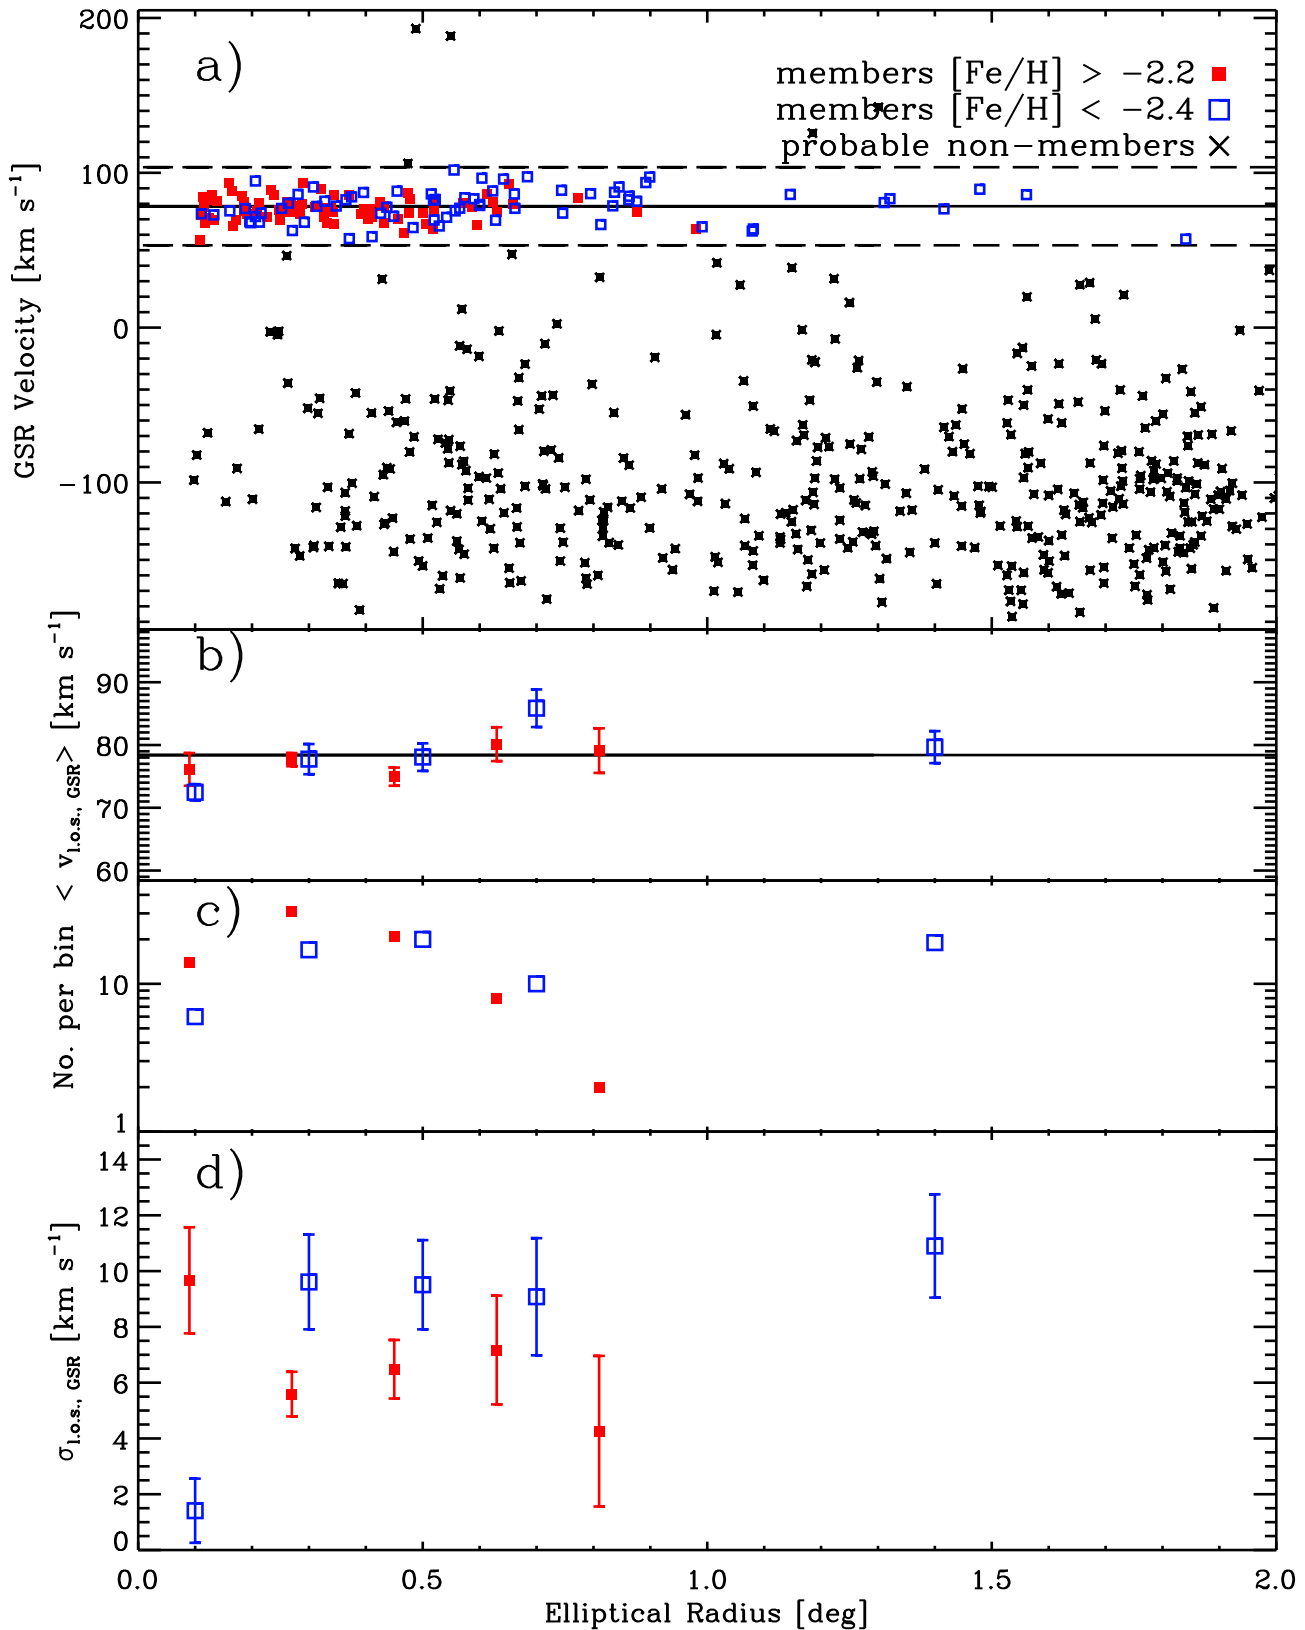 200
a)
members [Fe/H] > −2.2
members [Fe/H] < −2.4
probable non−members
100
0
−100
GSR Velocity [km s⁻¹]
b)
90
80
70
60
< v l.o.s., GSR > [km s⁻¹]
c)
10
1
No. per bin
d)
14
12
10
8
6
4
2
0
σ l.o.s., GSR [km s⁻¹]
0.0 0.5 1.0 1.5 2.0
Elliptical Radius [deg]